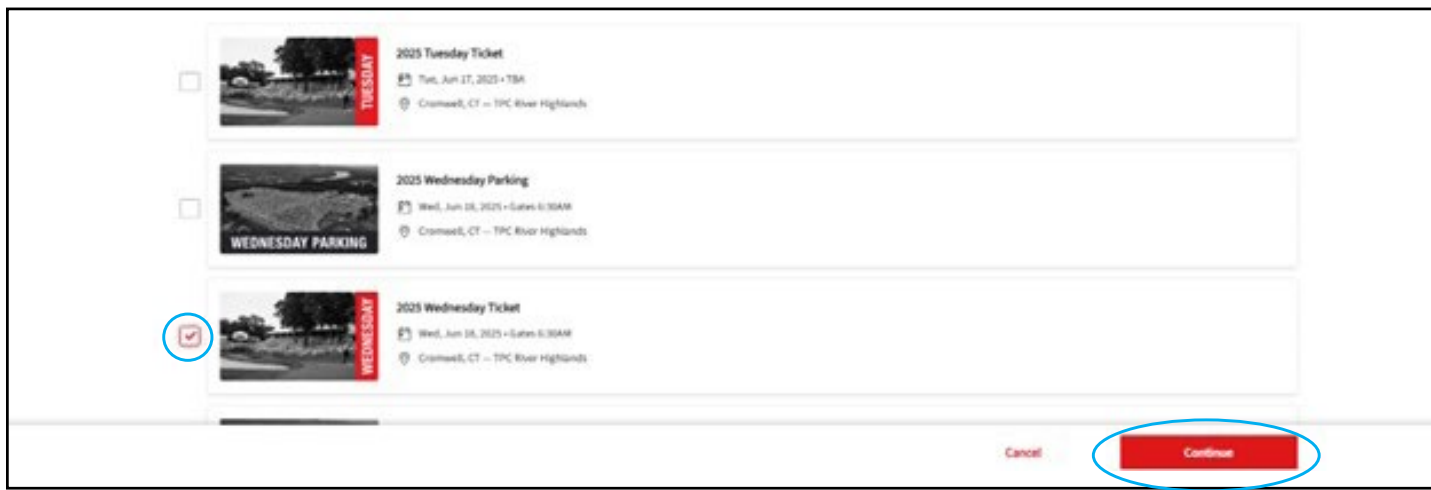 2025 Tuesday Ticket
TUESDAY
Tue, Jun 17, 2025 • TBA
Cromwell, CT — TPC River Highlands
2025 Wednesday Parking
Wed, Jun 18, 2025 • Gates 6:30AM
Cromwell, CT — TPC River Highlands
WEDNESDAY PARKING
2025 Wednesday Ticket
WEDNESDAY
Wed, Jun 18, 2025 • Gates 6:30AM
Cromwell, CT — TPC River Highlands
Cancel
Continue